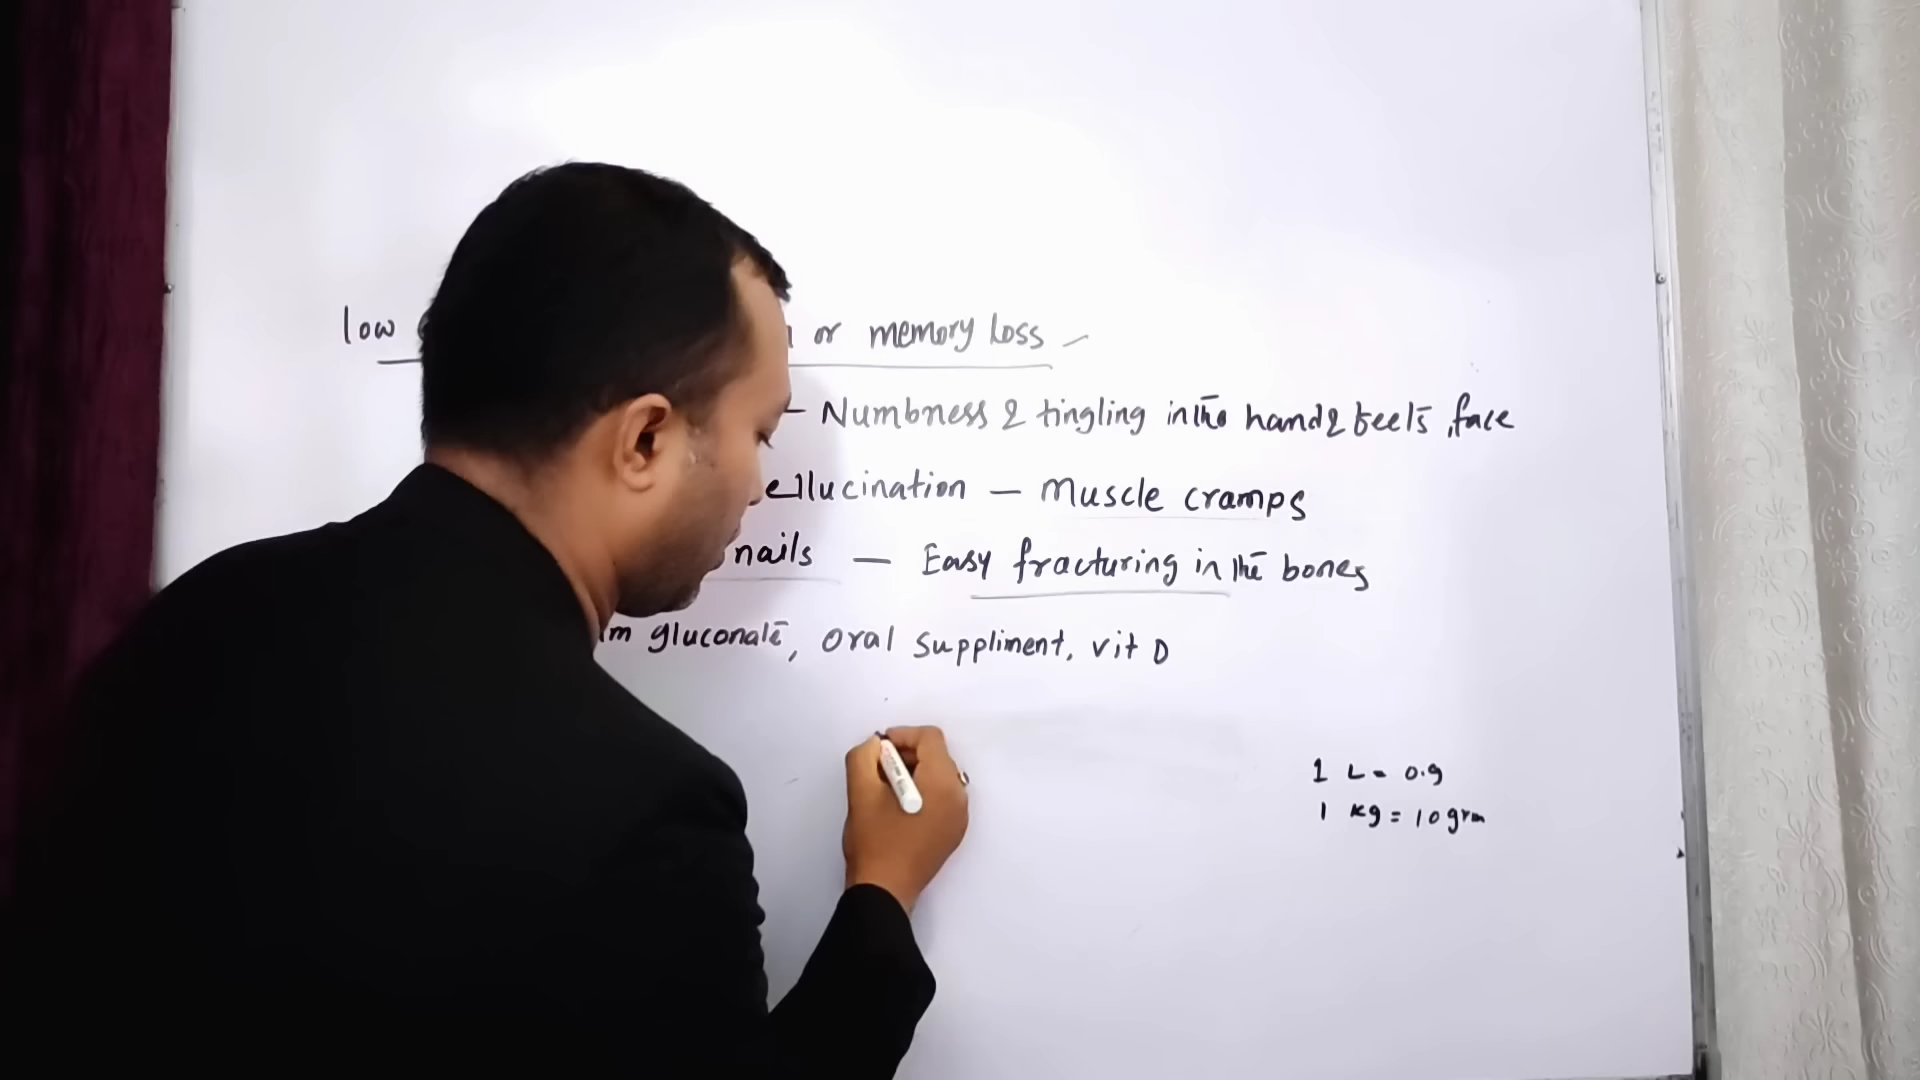 low or memory loss
— Numbness & tingling in the hand & feets, face
ellucination — Muscle cramps
nails — Easy fracturing in the bones
m gluconate, oral suppliment, vit D
1 L = 0.9
1 kg = 10 grm